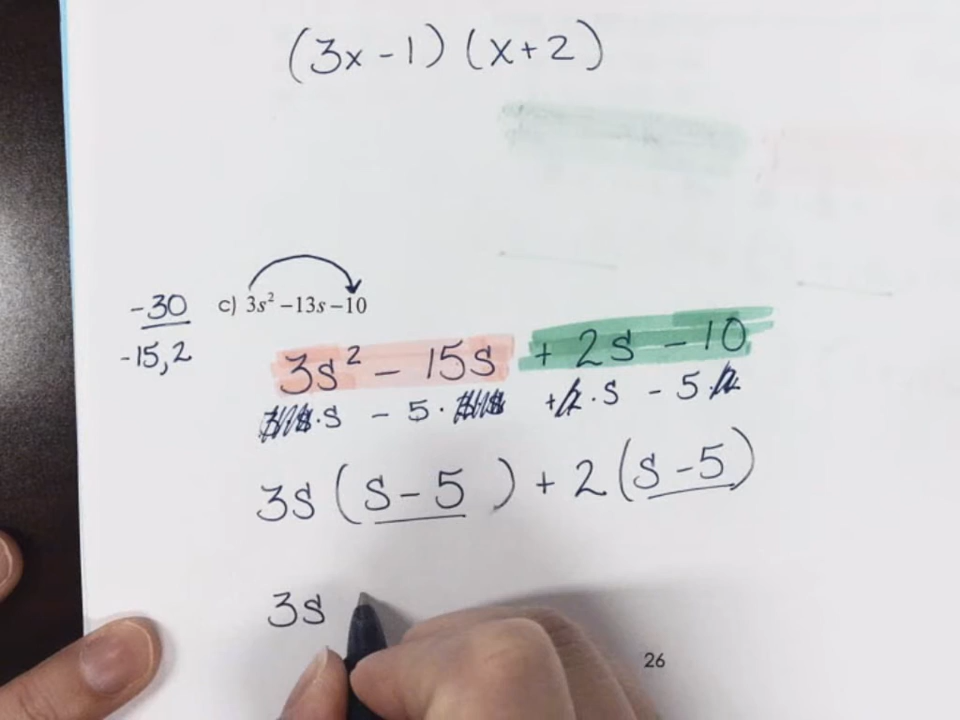 (3x - 1) (x + 2)
-30
c) 3s² - 13s - 10
-15, 2
3s² - 15s + 2s - 10
·s - 5· + ·s - 5·
3s (s - 5) + 2 (s - 5)
3s
26